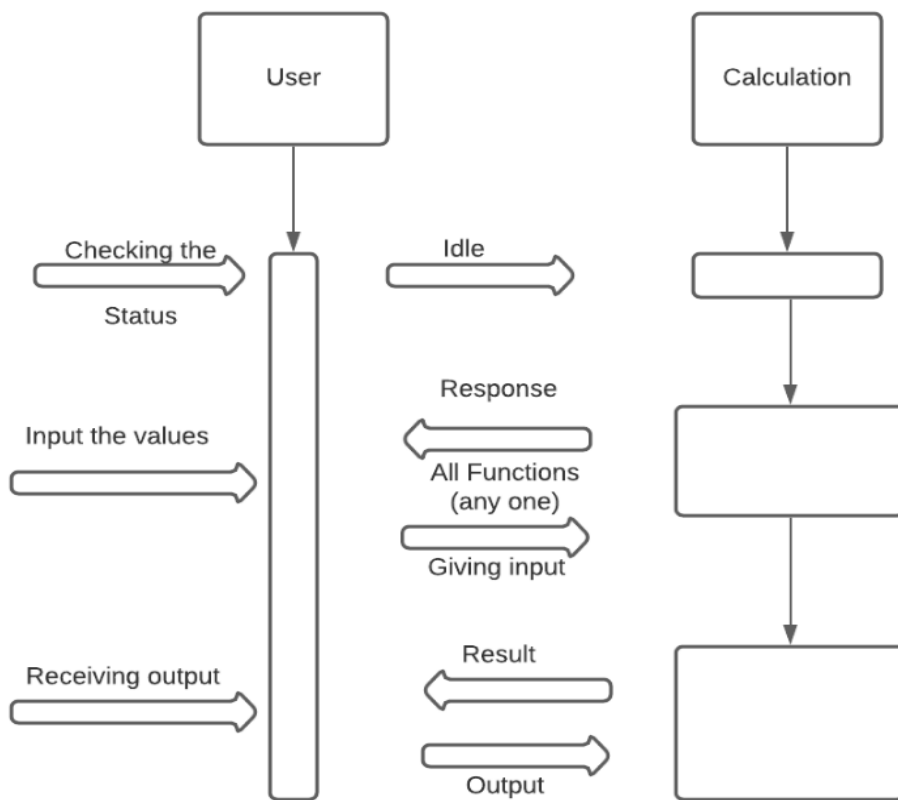 User
Calculation
Checking the
Status
Idle
Response
Input the values
All Functions
(any one)
Giving input
Result
Receiving output
Output